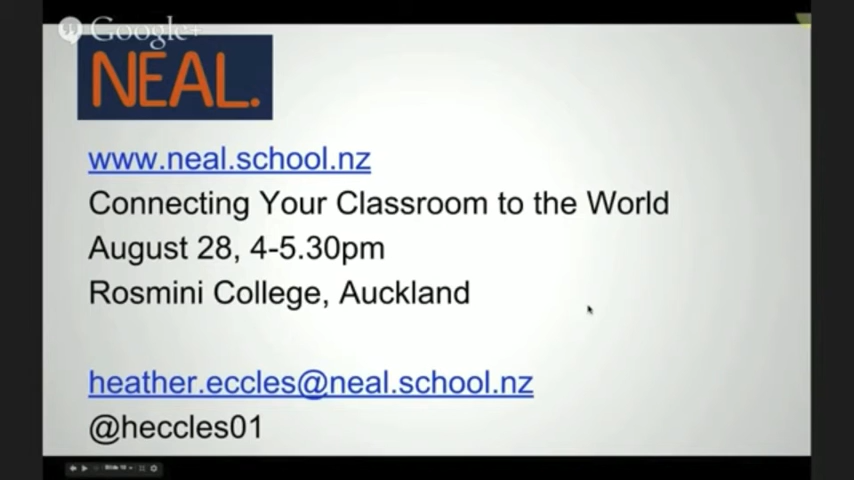 Google+
NEAL.
www.neal.school.nz
Connecting Your Classroom to the World
August 28, 4-5.30pm
Rosmini College, Auckland
heather.eccles@neal.school.nz
@heccles01